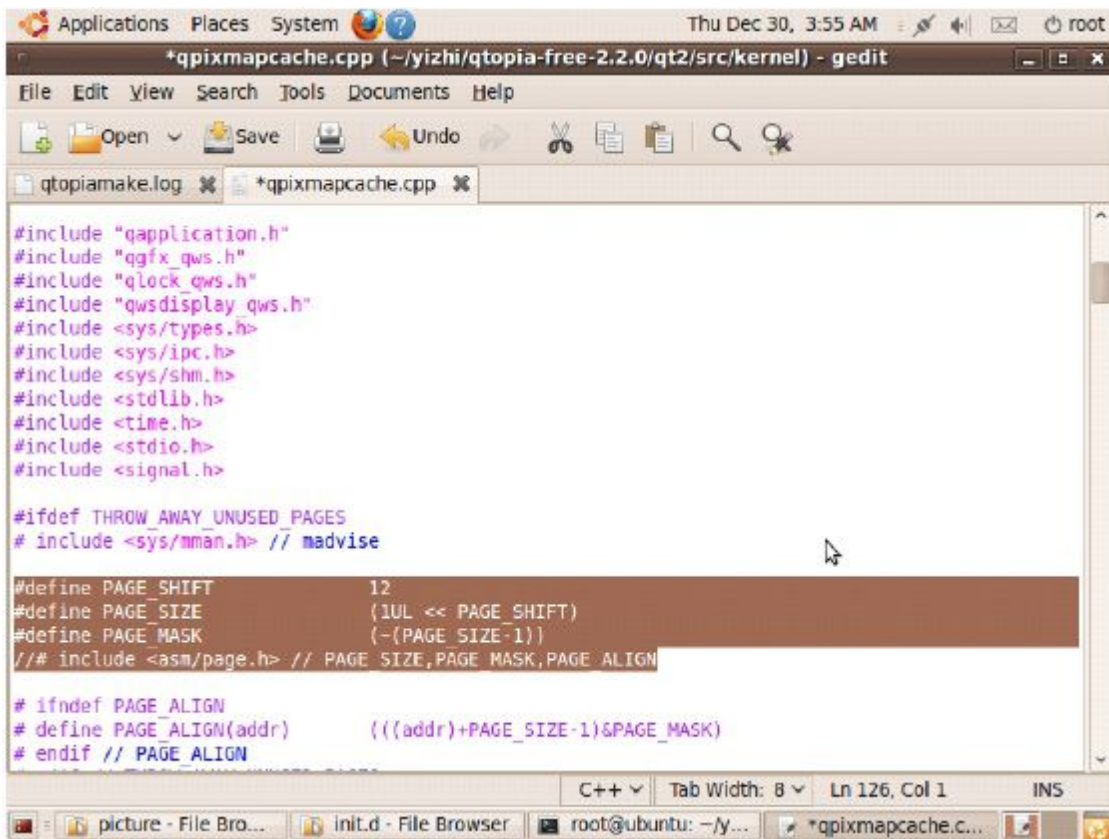 Applications Places System Thu Dec 30, 3:55 AM root
*qpixmapcache.cpp (~/yizhi/qtopia-free-2.2.0/qt2/src/kernel) - gedit
File Edit View Search Tools Documents Help
Open Save Undo
qtopiamake.log *qpixmapcache.cpp
#include "qapplication.h"
#include "qgfx_qws.h"
#include "qlock_qws.h"
#include "qwsdisplay_qws.h"
#include <sys/types.h>
#include <sys/ipc.h>
#include <sys/shm.h>
#include <stdlib.h>
#include <time.h>
#include <stdio.h>
#include <signal.h>
#ifdef THROW_AWAY_UNUSED_PAGES
# include <sys/mman.h> // madvise
#define PAGE_SHIFT 12
#define PAGE_SIZE (1UL << PAGE_SHIFT)
#define PAGE_MASK (~(PAGE_SIZE-1))
//# include <asm/page.h> // PAGE_SIZE,PAGE_MASK,PAGE_ALIGN
# ifndef PAGE_ALIGN
# define PAGE_ALIGN(addr) (((addr)+PAGE_SIZE-1)&PAGE_MASK)
# endif // PAGE_ALIGN
C++ Tab Width: 8 Ln 126, Col 1 INS
picture - File Bro... init.d - File Browser root@ubuntu: ~/y... *qpixmapcache.c...